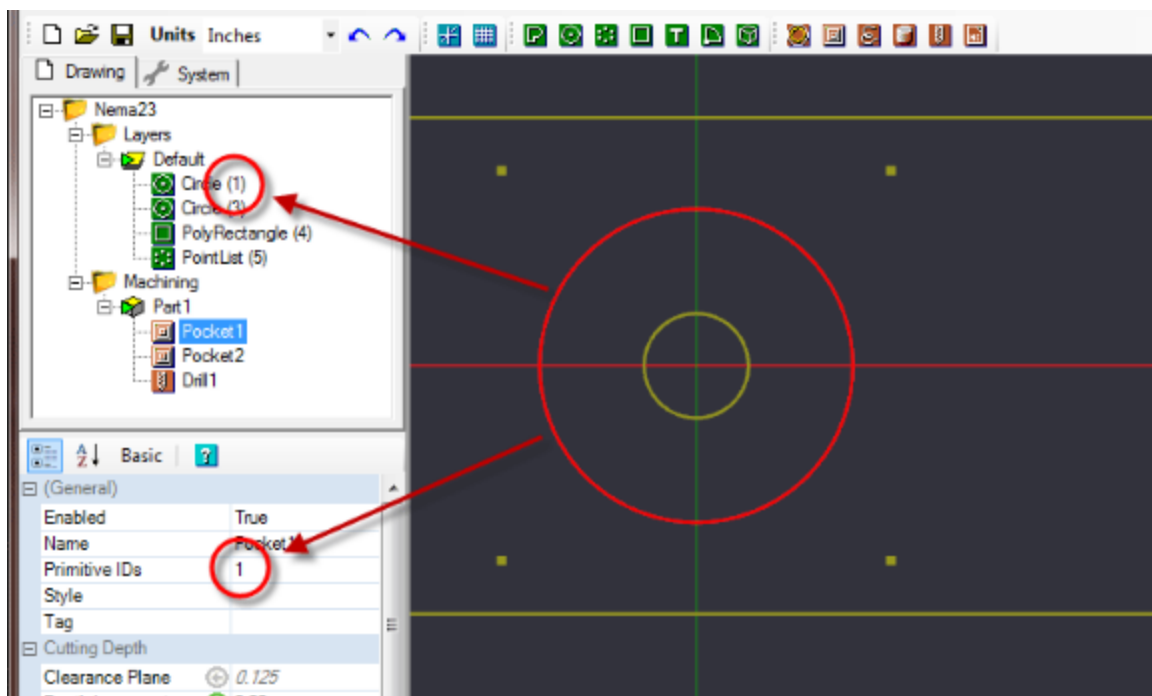 Units Inches
Drawing System
Nema23
Layers
Default
Circle (1)
Circle (3)
PolyRectangle (4)
PointList (5)
Machining
Part1
Pocket1
Pocket2
Drill1
Basic
(General)
Enabled True
Name Pocket1
Primitive IDs 1
Style
Tag
Cutting Depth
Clearance Plane 0.125